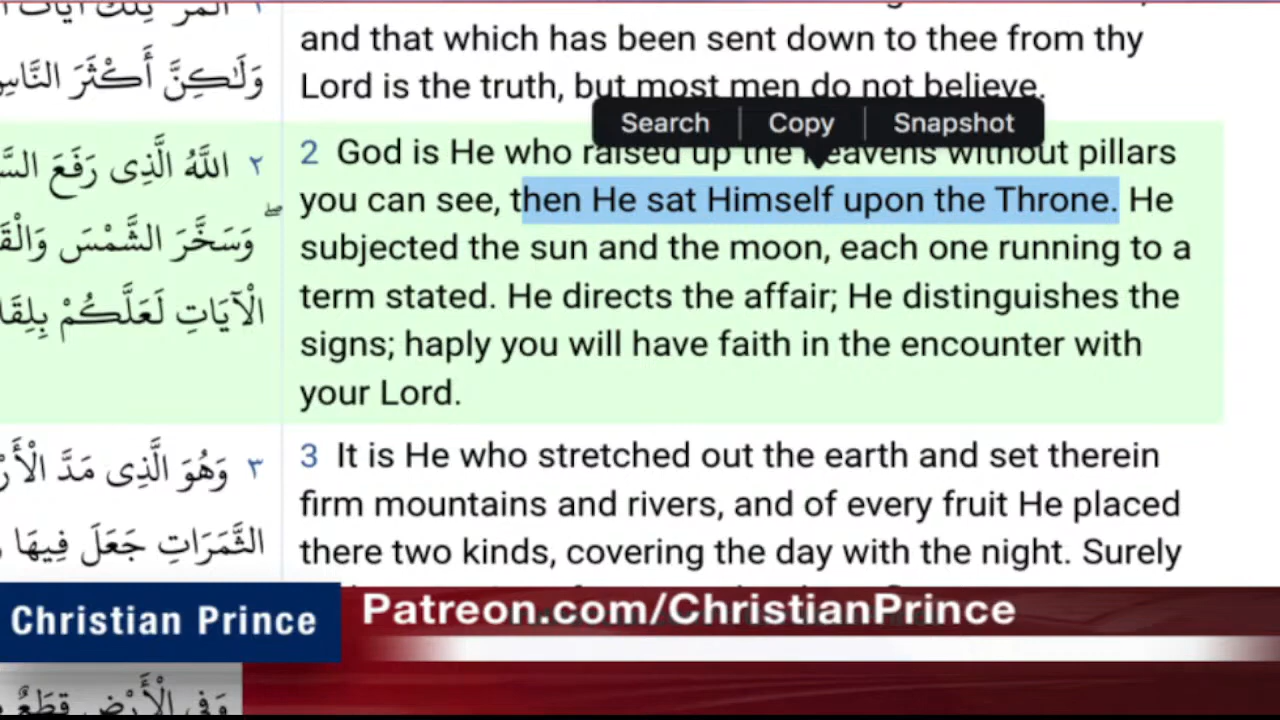 المر تلك آيات
وَلَٰكِنَّ أَكْثَرَ النَّاسِ
and that which has been sent down to thee from thy
Lord is the truth, but most men do not believe.
Search
Copy
Snapshot
٢ اللَّهُ الَّذِى رَفَعَ
وَسَخَّرَ الشَّمْسَ
الْآيَاتِ لَعَلَّكُمْ
2 God is He who raised up the heavens without pillars
you can see, then He sat Himself upon the Throne. He
subjected the sun and the moon, each one running to a
term stated. He directs the affair; He distinguishes the
signs; haply you will have faith in the encounter with
your Lord.
٣ وَهُوَ الَّذِى مَدَّ
الثَّمَرَاتِ جَعَلَ فِيهَا
3 It is He who stretched out the earth and set therein
firm mountains and rivers, and of every fruit He placed
there two kinds, covering the day with the night. Surely
Christian Prince
Patreon.com/ChristianPrince
وَفِى الْأَرْضِ قِطَعٌ